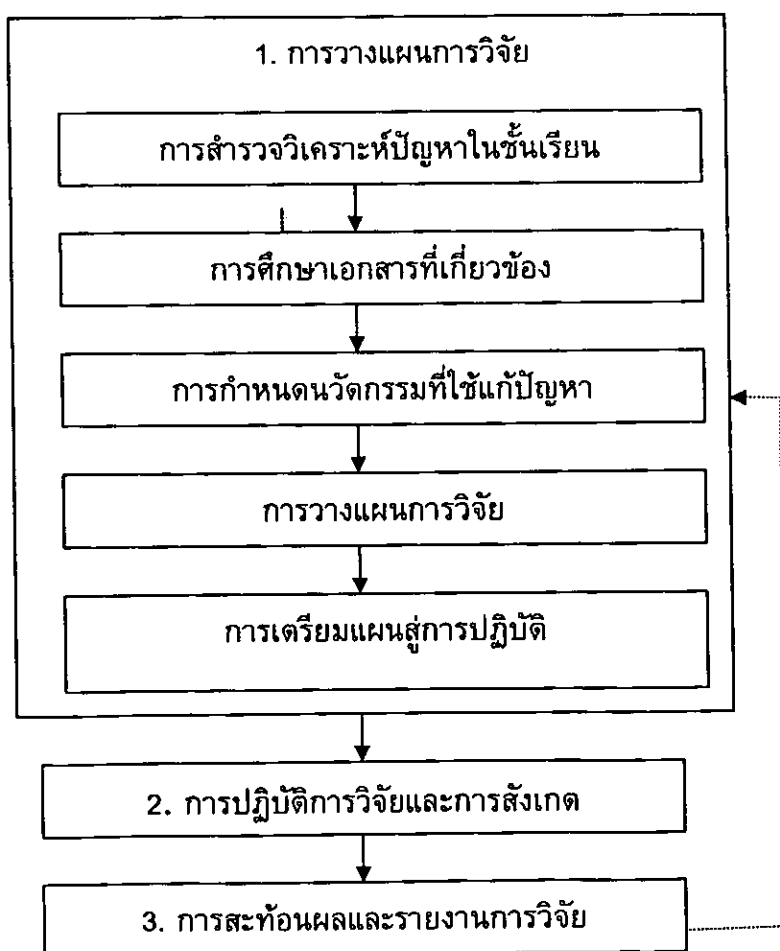 1. การวางแผนการวิจัย
การสำรวจวิเคราะห์ปัญหาในชั้นเรียน
การศึกษาเอกสารที่เกี่ยวข้อง
การกำหนดนวัตกรรมที่ใช้แก้ปัญหา
การวางแผนการวิจัย
การเตรียมแผนสู่การปฏิบัติ
2. การปฏิบัติการวิจัยและการสังเกต
3. การสะท้อนผลและรายงานการวิจัย